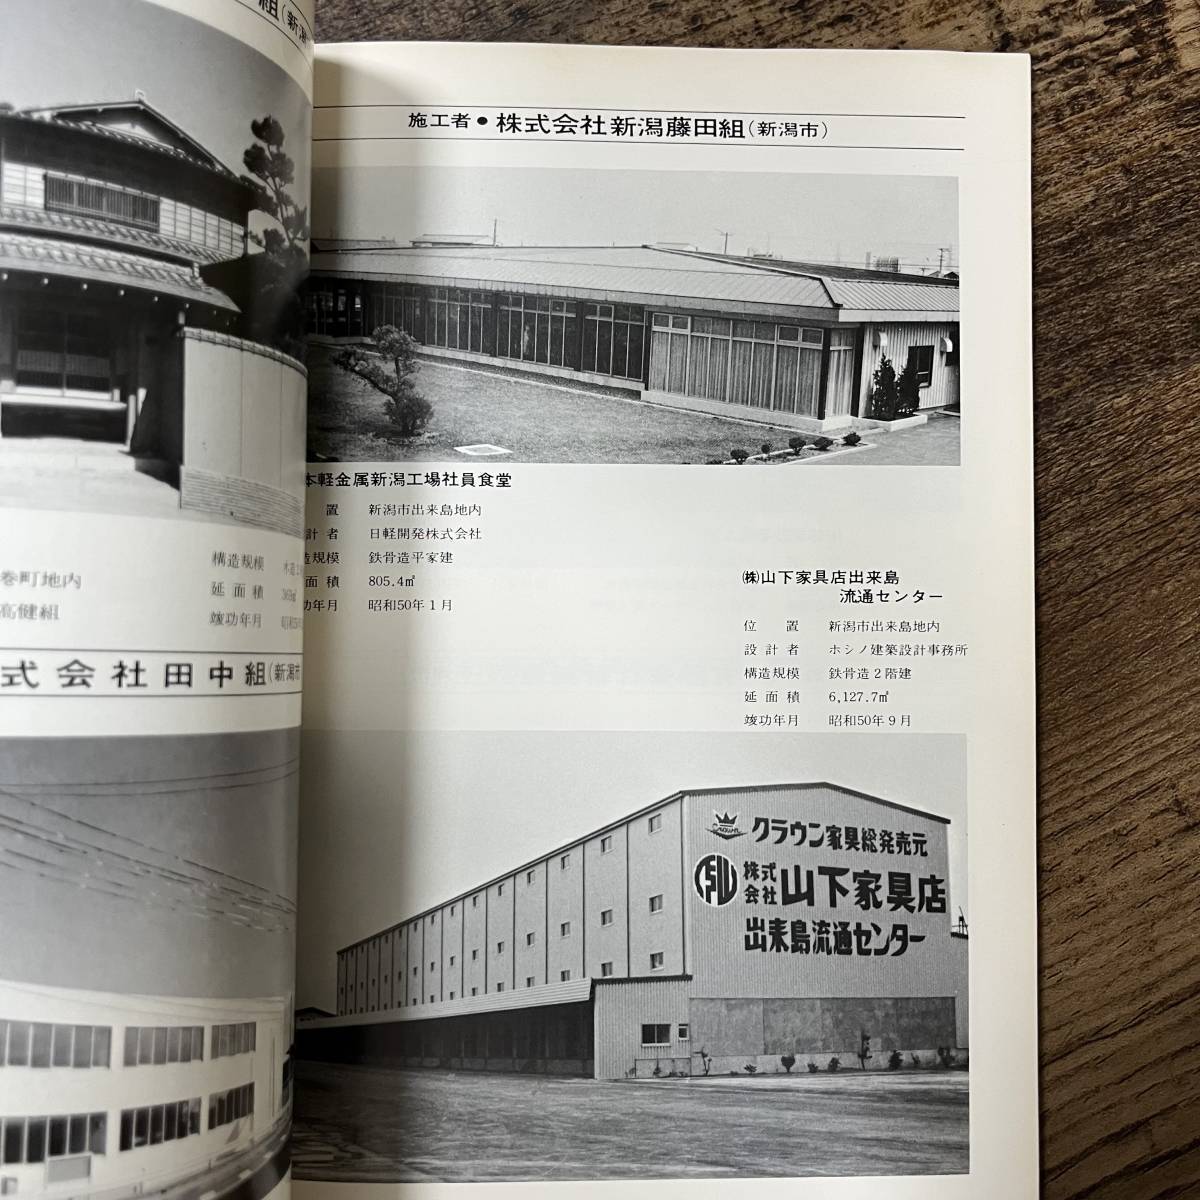 組(新潟
構造規模 木造2
巻町地内
延面積 369㎡
高健組
竣功年月 昭和50
式会社田中組(新潟市
施工者●株式会社新潟藤田組(新潟市)
本軽金属新潟工場社員食堂
置 新潟市出来島地内
計者 日軽開発株式会社
造規模 鉄骨造平家建
面積 805.4㎡
功年月 昭和50年1月
㈱山下家具店出来島
流通センター
位置 新潟市出来島地内
設計者 ホシノ建築設計事務所
構造規模 鉄骨造2階建
延面積 6,127.7㎡
竣功年月 昭和50年9月
クラウン家具総発売元
株式会社 山下家具店
出来島流通センター